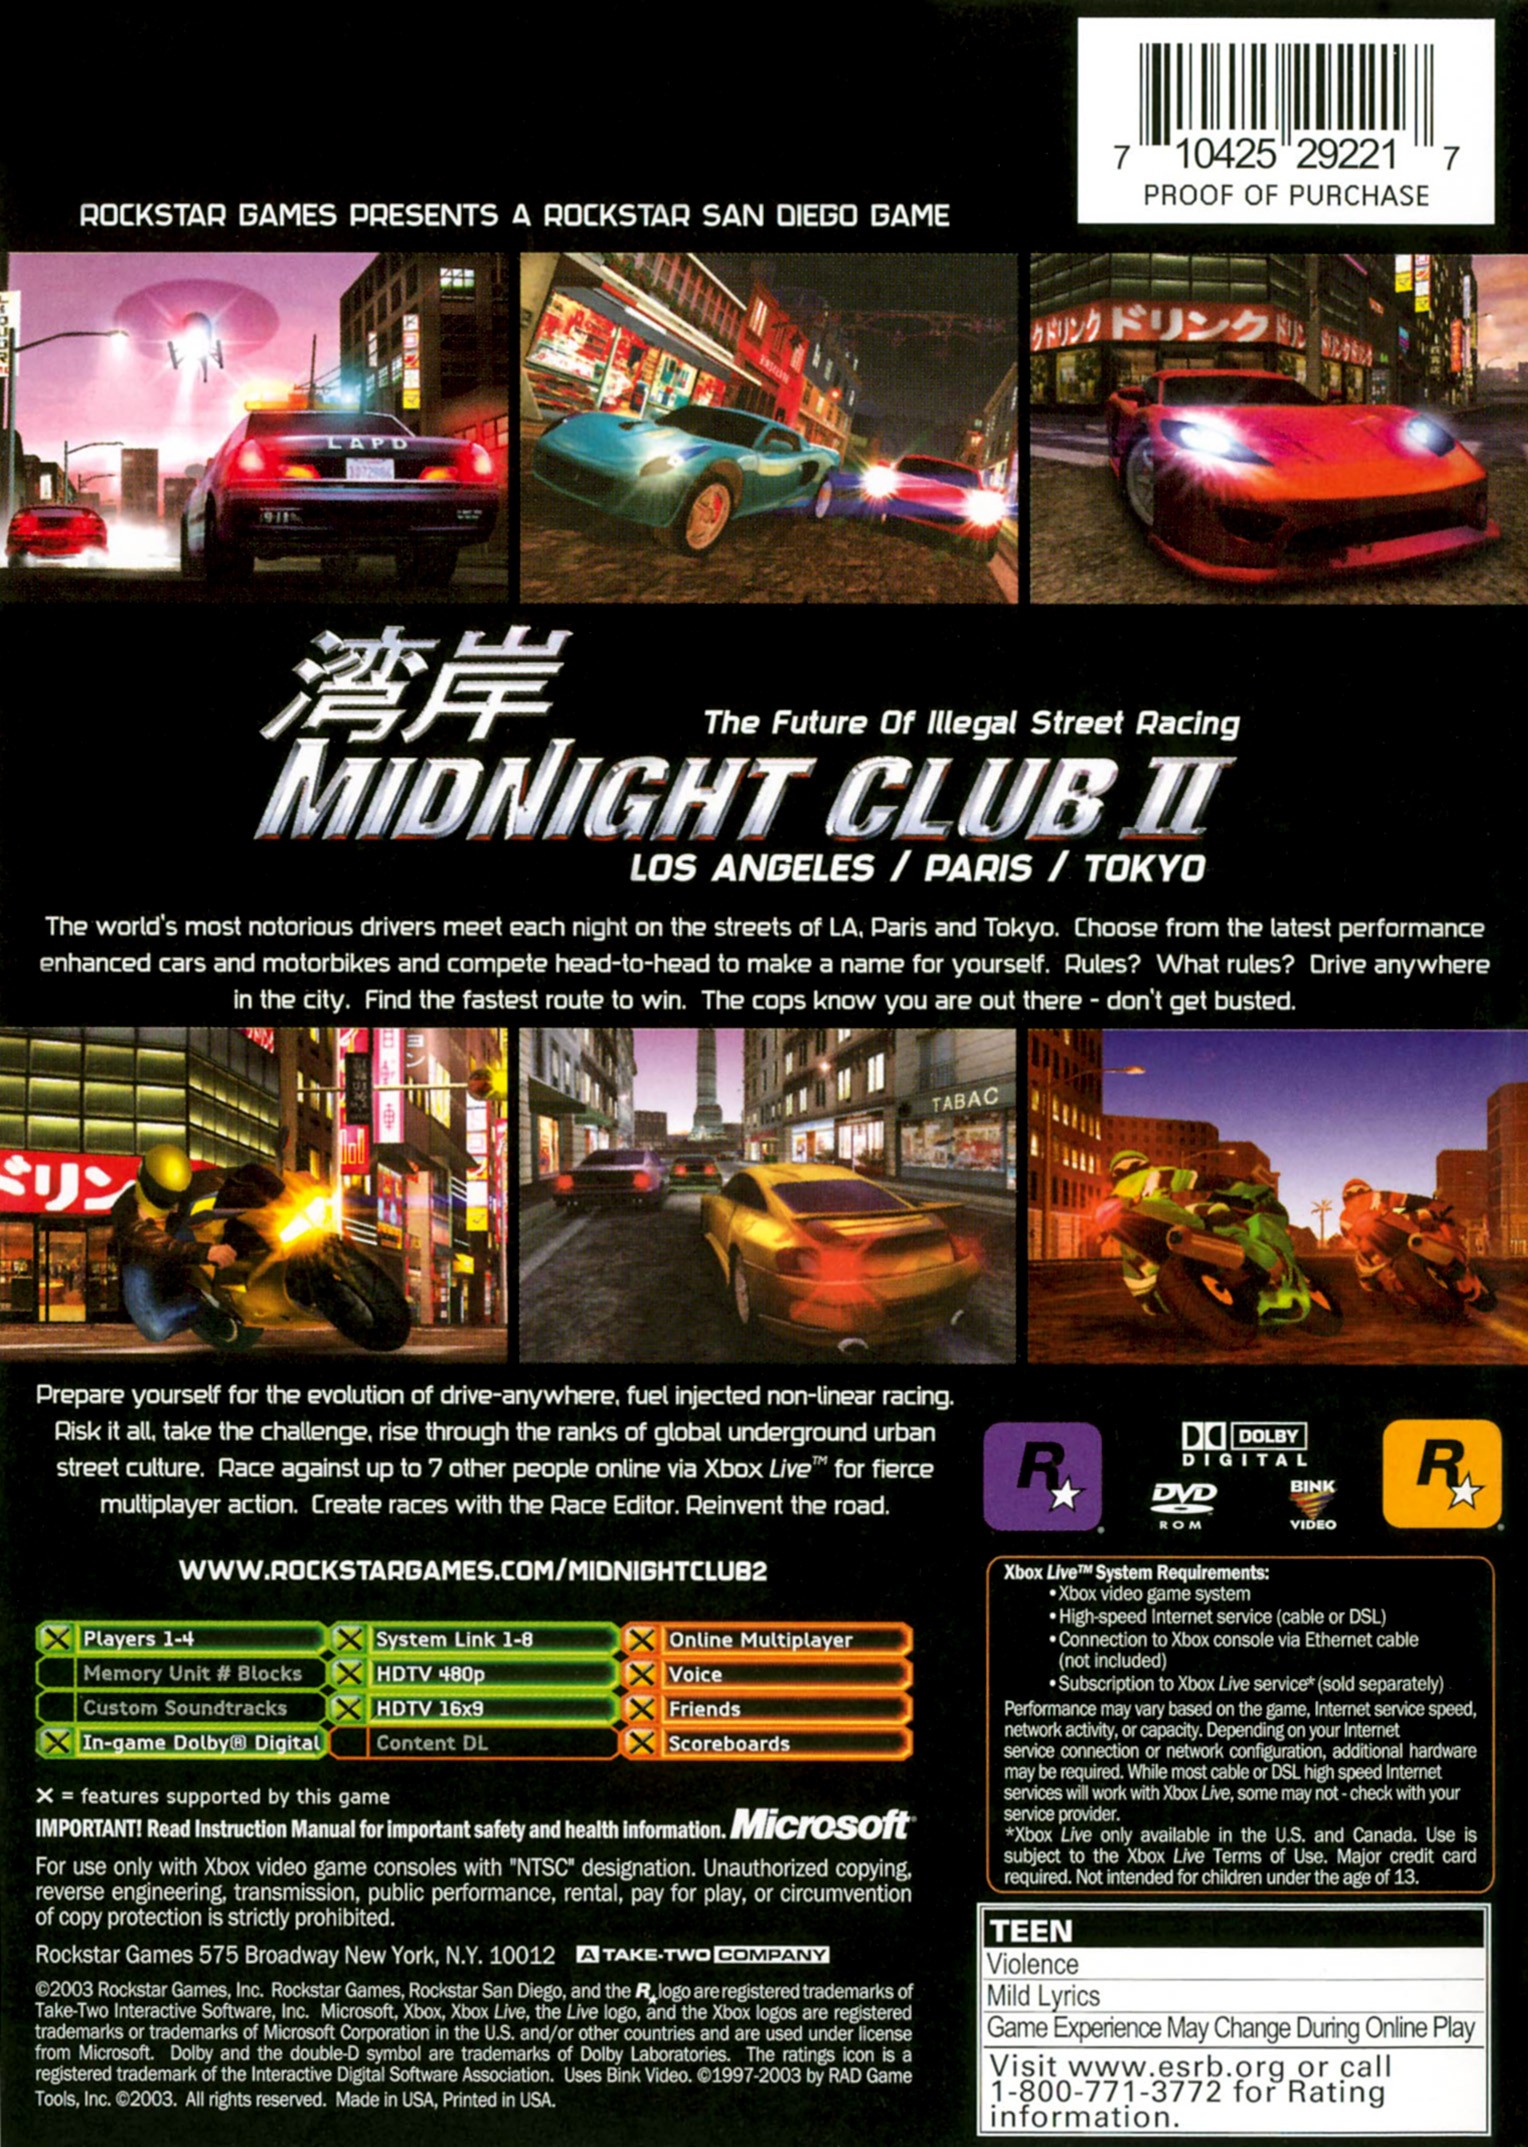 7 10425 29221 7
PROOF OF PURCHASE
ROCKSTAR GAMES PRESENTS A ROCKSTAR SAN DIEGO GAME
LAPD
ドリンク
湾岸
The Future Of Illegal Street Racing
MIDNIGHT CLUB II
LOS ANGELES / PARIS / TOKYO
The world's most notorious drivers meet each night on the streets of LA, Paris and Tokyo. Choose from the latest performance
enhanced cars and motorbikes and compete head-to-head to make a name for yourself. Rules? What rules? Drive anywhere
in the city. Find the fastest route to win. The cops know you are out there - don't get busted.
ドリン
TABAC
Prepare yourself for the evolution of drive-anywhere, fuel injected non-linear racing.
Risk it all, take the challenge, rise through the ranks of global underground urban
street culture. Race against up to 7 other people online via Xbox Live™ for fierce
multiplayer action. Create races with the Race Editor. Reinvent the road.
WWW.ROCKSTARGAMES.COM/MIDNIGHTCLUB2
R
DOLBY
DIGITAL
DVD
ROM
BINK
VIDEO
R
Players 1-4
Memory Unit # Blocks
Custom Soundtracks
In-game Dolby® Digital
System Link 1-8
HDTV 480p
HDTV 16x9
Content DL
Online Multiplayer
Voice
Friends
Scoreboards
X = features supported by this game
IMPORTANT! Read Instruction Manual for important safety and health information. Microsoft
For use only with Xbox video game consoles with "NTSC" designation. Unauthorized copying,
reverse engineering, transmission, public performance, rental, pay for play, or circumvention
of copy protection is strictly prohibited.
Rockstar Games 575 Broadway New York, N.Y. 10012 A TAKE-TWO COMPANY
©2003 Rockstar Games, Inc. Rockstar Games, Rockstar San Diego, and the R logo are registered trademarks of
Take-Two Interactive Software, Inc. Microsoft, Xbox, Xbox Live, the Live logo, and the Xbox logos are registered
trademarks or trademarks of Microsoft Corporation in the U.S. and/or other countries and are used under license
from Microsoft. Dolby and the double-D symbol are trademarks of Dolby Laboratories. The ratings icon is a
registered trademark of the Interactive Digital Software Association. Uses Bink Video. ©1997-2003 by RAD Game
Tools, Inc. ©2003. All rights reserved. Made in USA, Printed in USA.
Xbox Live™ System Requirements:
•Xbox video game system
•High-speed Internet service (cable or DSL)
•Connection to Xbox console via Ethernet cable
(not included)
•Subscription to Xbox Live service* (sold separately)
Performance may vary based on the game, Internet service speed,
network activity, or capacity. Depending on your Internet
service connection or network configuration, additional hardware
may be required. While most cable or DSL high speed Internet
services will work with Xbox Live, some may not - check with your
service provider.
*Xbox Live only available in the U.S. and Canada. Use is
subject to the Xbox Live Terms of Use. Major credit card
required. Not intended for children under the age of 13.
TEEN
Violence
Mild Lyrics
Game Experience May Change During Online Play
Visit www.esrb.org or call
1-800-771-3772 for Rating
information.